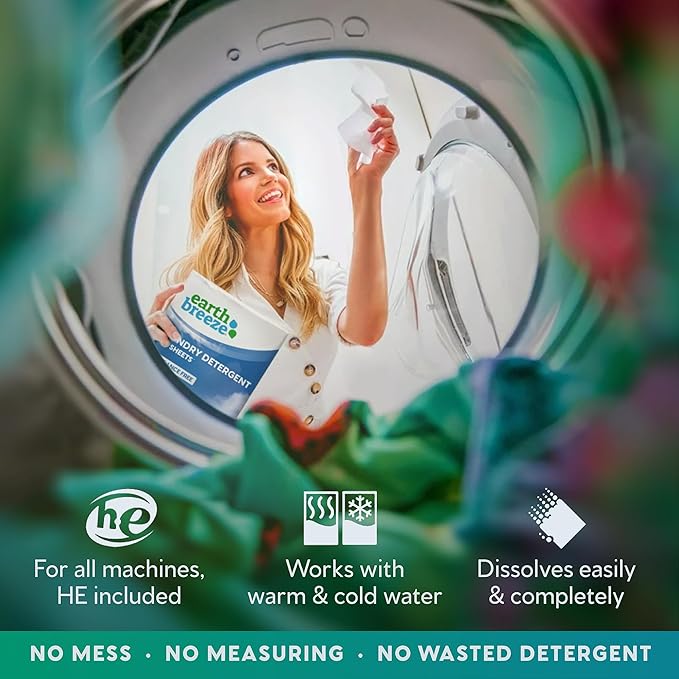 earth
breeze
NDRY DETERGENT
SHEETS
he
For all machines,
HE included
Works with
warm & cold water
Dissolves easily
& completely
NO MESS · NO MEASURING · NO WASTED DETERGENT